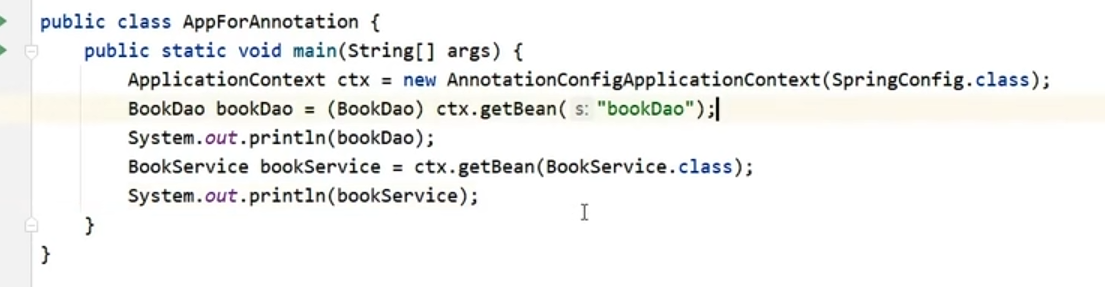 public class AppForAnnotation {
    public static void main(String[] args) {
        ApplicationContext ctx = new AnnotationConfigApplicationContext(SpringConfig.class);
        BookDao bookDao = (BookDao) ctx.getBean( s: "bookDao");
        System.out.println(bookDao);
        BookService bookService = ctx.getBean(BookService.class);
        System.out.println(bookService);
    }
}